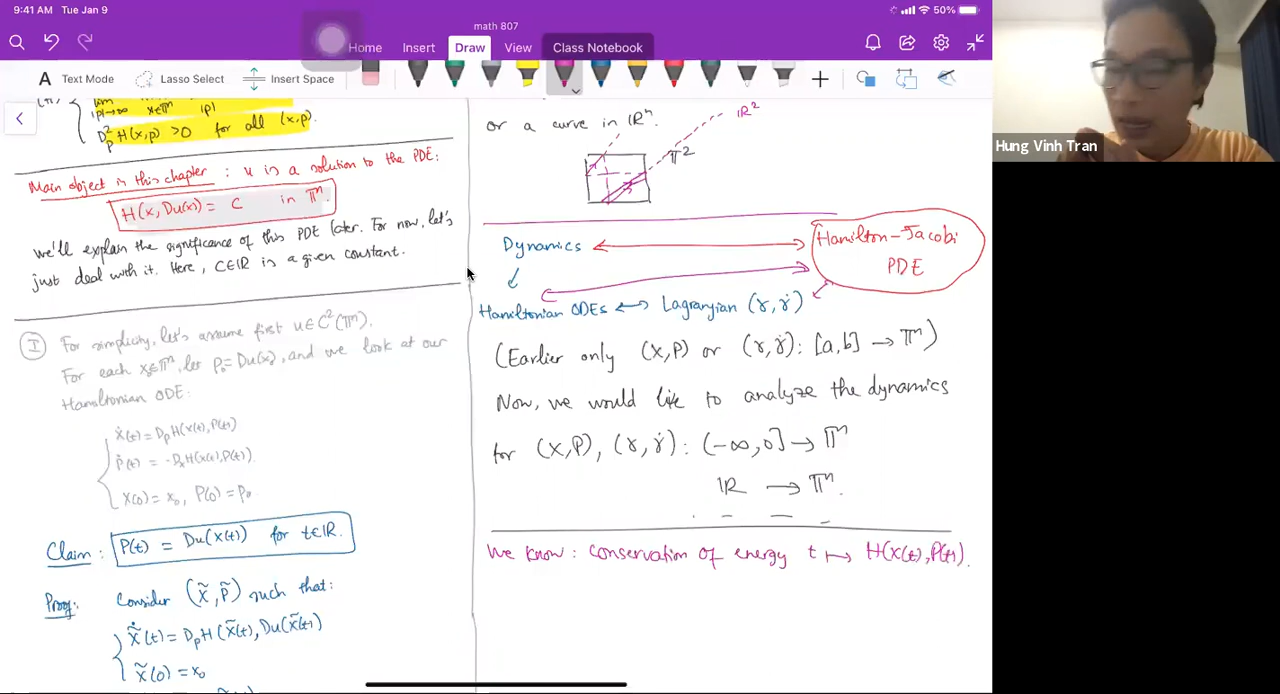 9:41 AM Tue Jan 9
50%
math 807
Home Insert Draw View Class Notebook
A Text Mode Lasso Select Insert Space
lim
|p|→∞ x∈𝕋ⁿ |p|
D²ₚH(x,p) >0 for all (x,p).
Main object in this chapter : u is a solution to the PDE:
H(x,Du(x)) = C in 𝕋ⁿ.
We'll explain the significance of this PDE later. For now, let's
just deal with it. Here, C∈ℝ is a given constant.
I For simplicity, let's assume first u∈C²(𝕋ⁿ).
For each x₀∈𝕋ⁿ, let p₀=Du(x₀), and we look at our
Hamiltonian ODE:
Ẋ(t) = DₚH(X(t),P(t))
Ṗ(t) = -DₓH(X(t),P(t)).
X(0) = x₀, P(0) = p₀
Claim: P(t) = Du(X(t)) for t∈ℝ.
Proof: Consider (X̃,P̃) such that:
X̃̇(t) = DₚH(X̃(t),Du(X̃(t))
X̃(0) = x₀
or a curve in ℝⁿ.
ℝ²
𝕋²
Dynamics ⟷ Hamilton-Jacobi
PDE
Hamiltonian ODEs ↔ Lagrangian (γ,γ̇)
(Earlier only (X,P) or (γ,γ̇): [a,b] → 𝕋ⁿ)
Now, we would like to analyze the dynamics
for (X,P), (γ,γ̇): (-∞,0] → 𝕋ⁿ
ℝ → 𝕋ⁿ.
We know: conservation of energy t ↦ H(X(t),P(t)).
Hung Vinh Tran